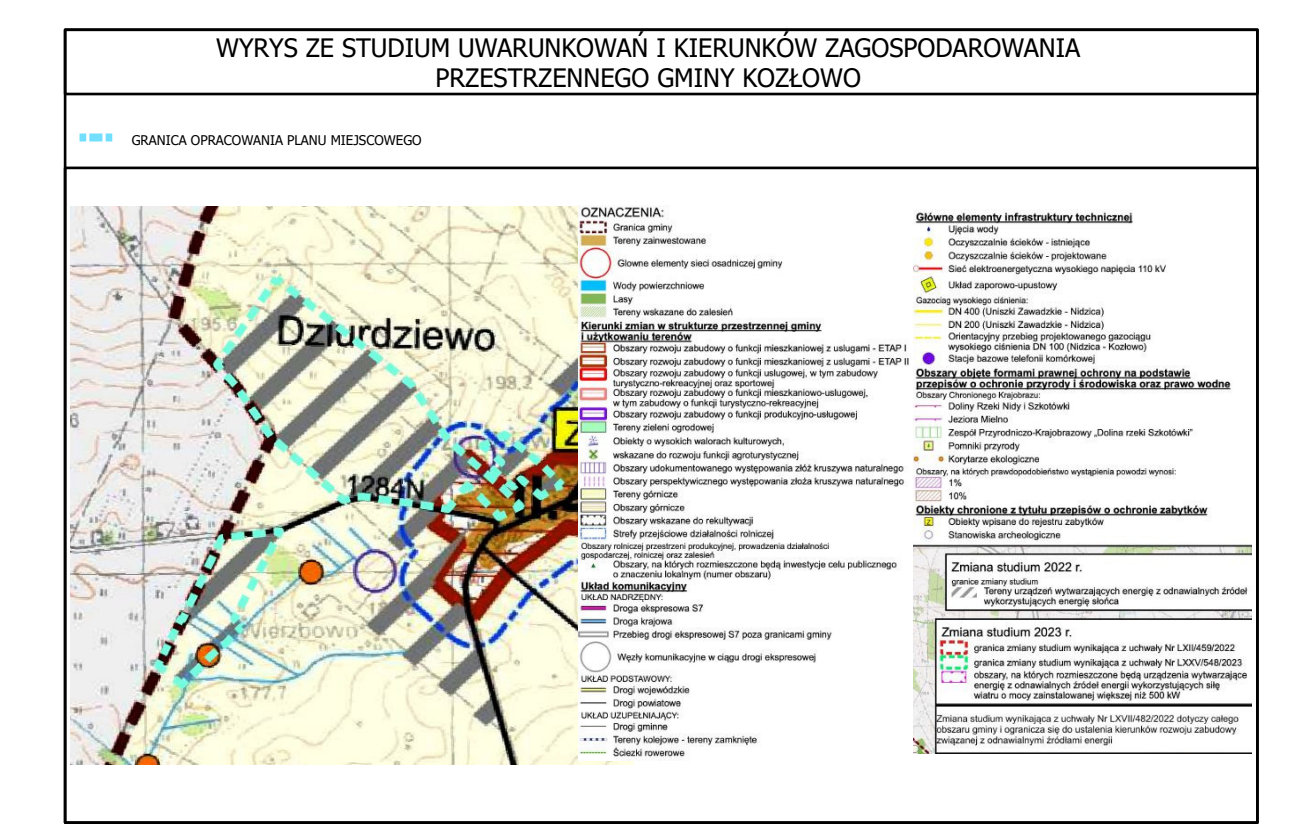 WYRYS ZE STUDIUM UWARUNKOWAŃ I KIERUNKÓW ZAGOSPODAROWANIA
PRZESTRZENNEGO GMINY KOZŁOWO
GRANICA OPRACOWANIA PLANU MIEJSCOWEGO
195.6
Dziurdziewo
198.2
6
Z
1284N
Wierzbowo
177.7
OZNACZENIA:
Granica gminy
Tereny zainwestowane
Glowne elementy sieci osadniczej gminy
Wody powierzchniowe
Lasy
Tereny wskazane do zalesień
Kierunki zmian w strukturze przestrzennej gminy
i użytkowaniu terenów
Obszary rozwoju zabudowy o funkcji mieszkaniowej z uslugami - ETAP I
Obszary rozwoju zabudowy o funkcji mieszkaniowej z uslugami - ETAP II
Obszary rozwoju zabudowy o funkcji uslugowej, w tym zabudowy
turystyczno-rekreacyjnej oraz sportowej
Obszary rozwoju zabudowy o funkcji mieszkaniowo-uslugowej,
w tym zabudowy o funkcji turystyczno-rekreacyjnej
Obszary rozwoju zabudowy o funkcji produkcyjno-uslugowej
Tereny zieleni ogrodowej
Obiekty o wysokich walorach kulturowych,
wskazane do rozwoju funkcji agroturystycznej
Obszary udokumentowanego występowania złóż kruszywa naturalnego
Obszary perspektywicznego występowania złoża kruszywa naturalnego
Tereny górnicze
Obszary górnicze
Obszary wskazane do rekultywacji
Strefy przejściowe działalności rolniczej
Obszary rolniczej przestrzeni produkcyjnej, prowadzenia działalności
gospodarczej, rolniczej oraz zalesień
Obszary, na których rozmieszczone będą inwestycje celu publicznego
o znaczeniu lokalnym (numer obszaru)
Układ komunikacyjny
UKŁAD NADRZĘDNY:
Droga ekspresowa S7
Droga krajowa
Przebieg drogi ekspresowej S7 poza granicami gminy
Węzły komunikacyjne w ciągu drogi ekspresowej
UKŁAD PODSTAWOWY:
Drogi wojewódzkie
Drogi powiatowe
UKŁAD UZUPEŁNIAJĄCY:
Drogi gminne
Tereny kolejowe - tereny zamknięte
Ścieżki rowerowe
Główne elementy infrastruktury technicznej
Ujęcia wody
Oczyszczalnie ścieków - istniejące
Oczyszczalnie ścieków - projektowane
Sieć elektroenergetyczna wysokiego napięcia 110 kV
Układ zaporowo-upustowy
Gazociąg wysokiego ciśnienia:
DN 400 (Uniszki Zawadzkie - Nidzica)
DN 200 (Uniszki Zawadzkie - Nidzica)
Orientacyjny przebieg projektowanego gazociągu
wysokiego ciśnienia DN 100 (Nidzica - Kozłowo)
Stacje bazowe telefonii komórkowej
Obszary objęte formami prawnej ochrony na podstawie
przepisów o ochronie przyrody i środowiska oraz prawo wodne
Obszary Chronionego Krajobrazu:
Doliny Rzeki Nidy i Szkotówki
Jeziora Mielno
Zespół Przyrodniczo-Krajobrazowy „Dolina rzeki Szkotówki"
Pomniki przyrody
Korytarze ekologiczne
Obszary, na których prawdopodobieństwo wystąpienia powodzi wynosi:
1%
10%
Obiekty chronione z tytułu przepisów o ochronie zabytków
Z Obiekty wpisane do rejestru zabytków
Stanowiska archeologiczne
Zmiana studium 2022 r.
granice zmiany studium
Tereny urządzeń wytwarzających energię z odnawialnych źródeł
wykorzystujących energię słońca
Zmiana studium 2023 r.
granica zmiany studium wynikająca z uchwały Nr LXII/459/2022
granica zmiany studium wynikająca z uchwały Nr LXXV/548/2023
obszary, na których rozmieszczone będą urządzenia wytwarzające
energię z odnawialnych źródeł energii wykorzystujących siłę
wiatru o mocy zainstalowanej większej niż 500 kW
Zmiana studium wynikająca z uchwały Nr LXVII/482/2022 dotyczy całego
obszaru gminy i ogranicza się do ustalenia kierunków rozwoju zabudowy
związanej z odnawialnymi źródłami energii